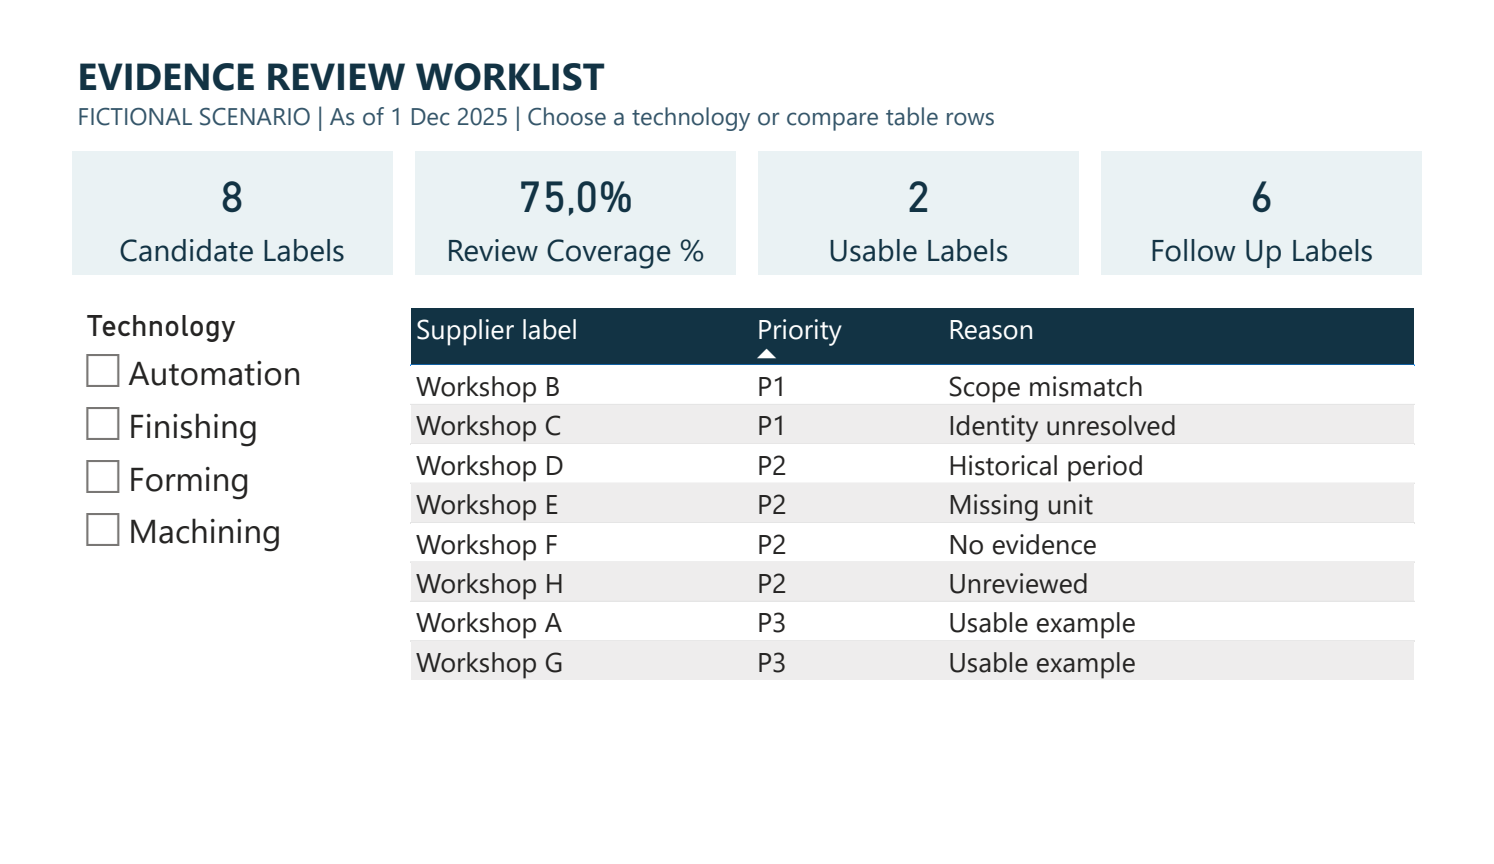 EVIDENCE REVIEW WORKLIST
FICTIONAL SCENARIO | As of 1 Dec 2025 | Choose a technology or compare table rows
8
Candidate Labels
75,0%
Review Coverage %
2
Usable Labels
6
Follow Up Labels
Technology
Automation
Finishing
Forming
Machining
Supplier label Priority Reason
Workshop B P1 Scope mismatch
Workshop C P1 Identity unresolved
Workshop D P2 Historical period
Workshop E P2 Missing unit
Workshop F P2 No evidence
Workshop H P2 Unreviewed
Workshop A P3 Usable example
Workshop G P3 Usable example